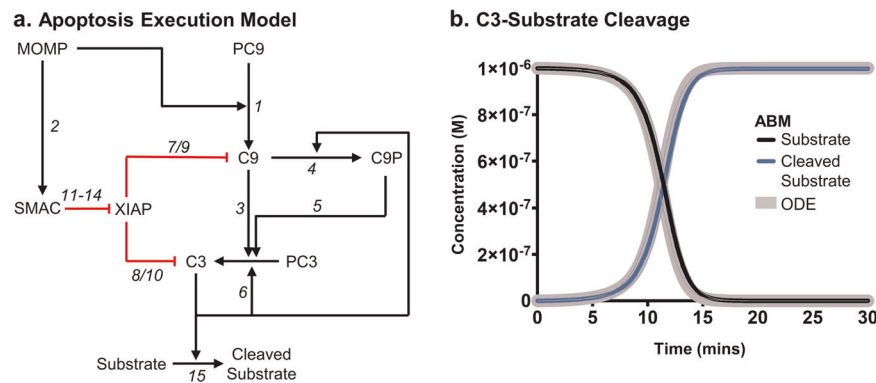 a. Apoptosis Execution Model
MOMP
PC9
1
2
7/9
C9
4
C9P
11-14
SMAC
XIAP
3
5
C3
PC3
8/10
6
Substrate
15
Cleaved
Substrate
b. C3-Substrate Cleavage
Concentration (M)
1×10⁻⁶
8×10⁻⁷
6×10⁻⁷
4×10⁻⁷
2×10⁻⁷
0
0 5 10 15 20 25 30
Time (mins)
ABM
Substrate
Cleaved
Substrate
ODE